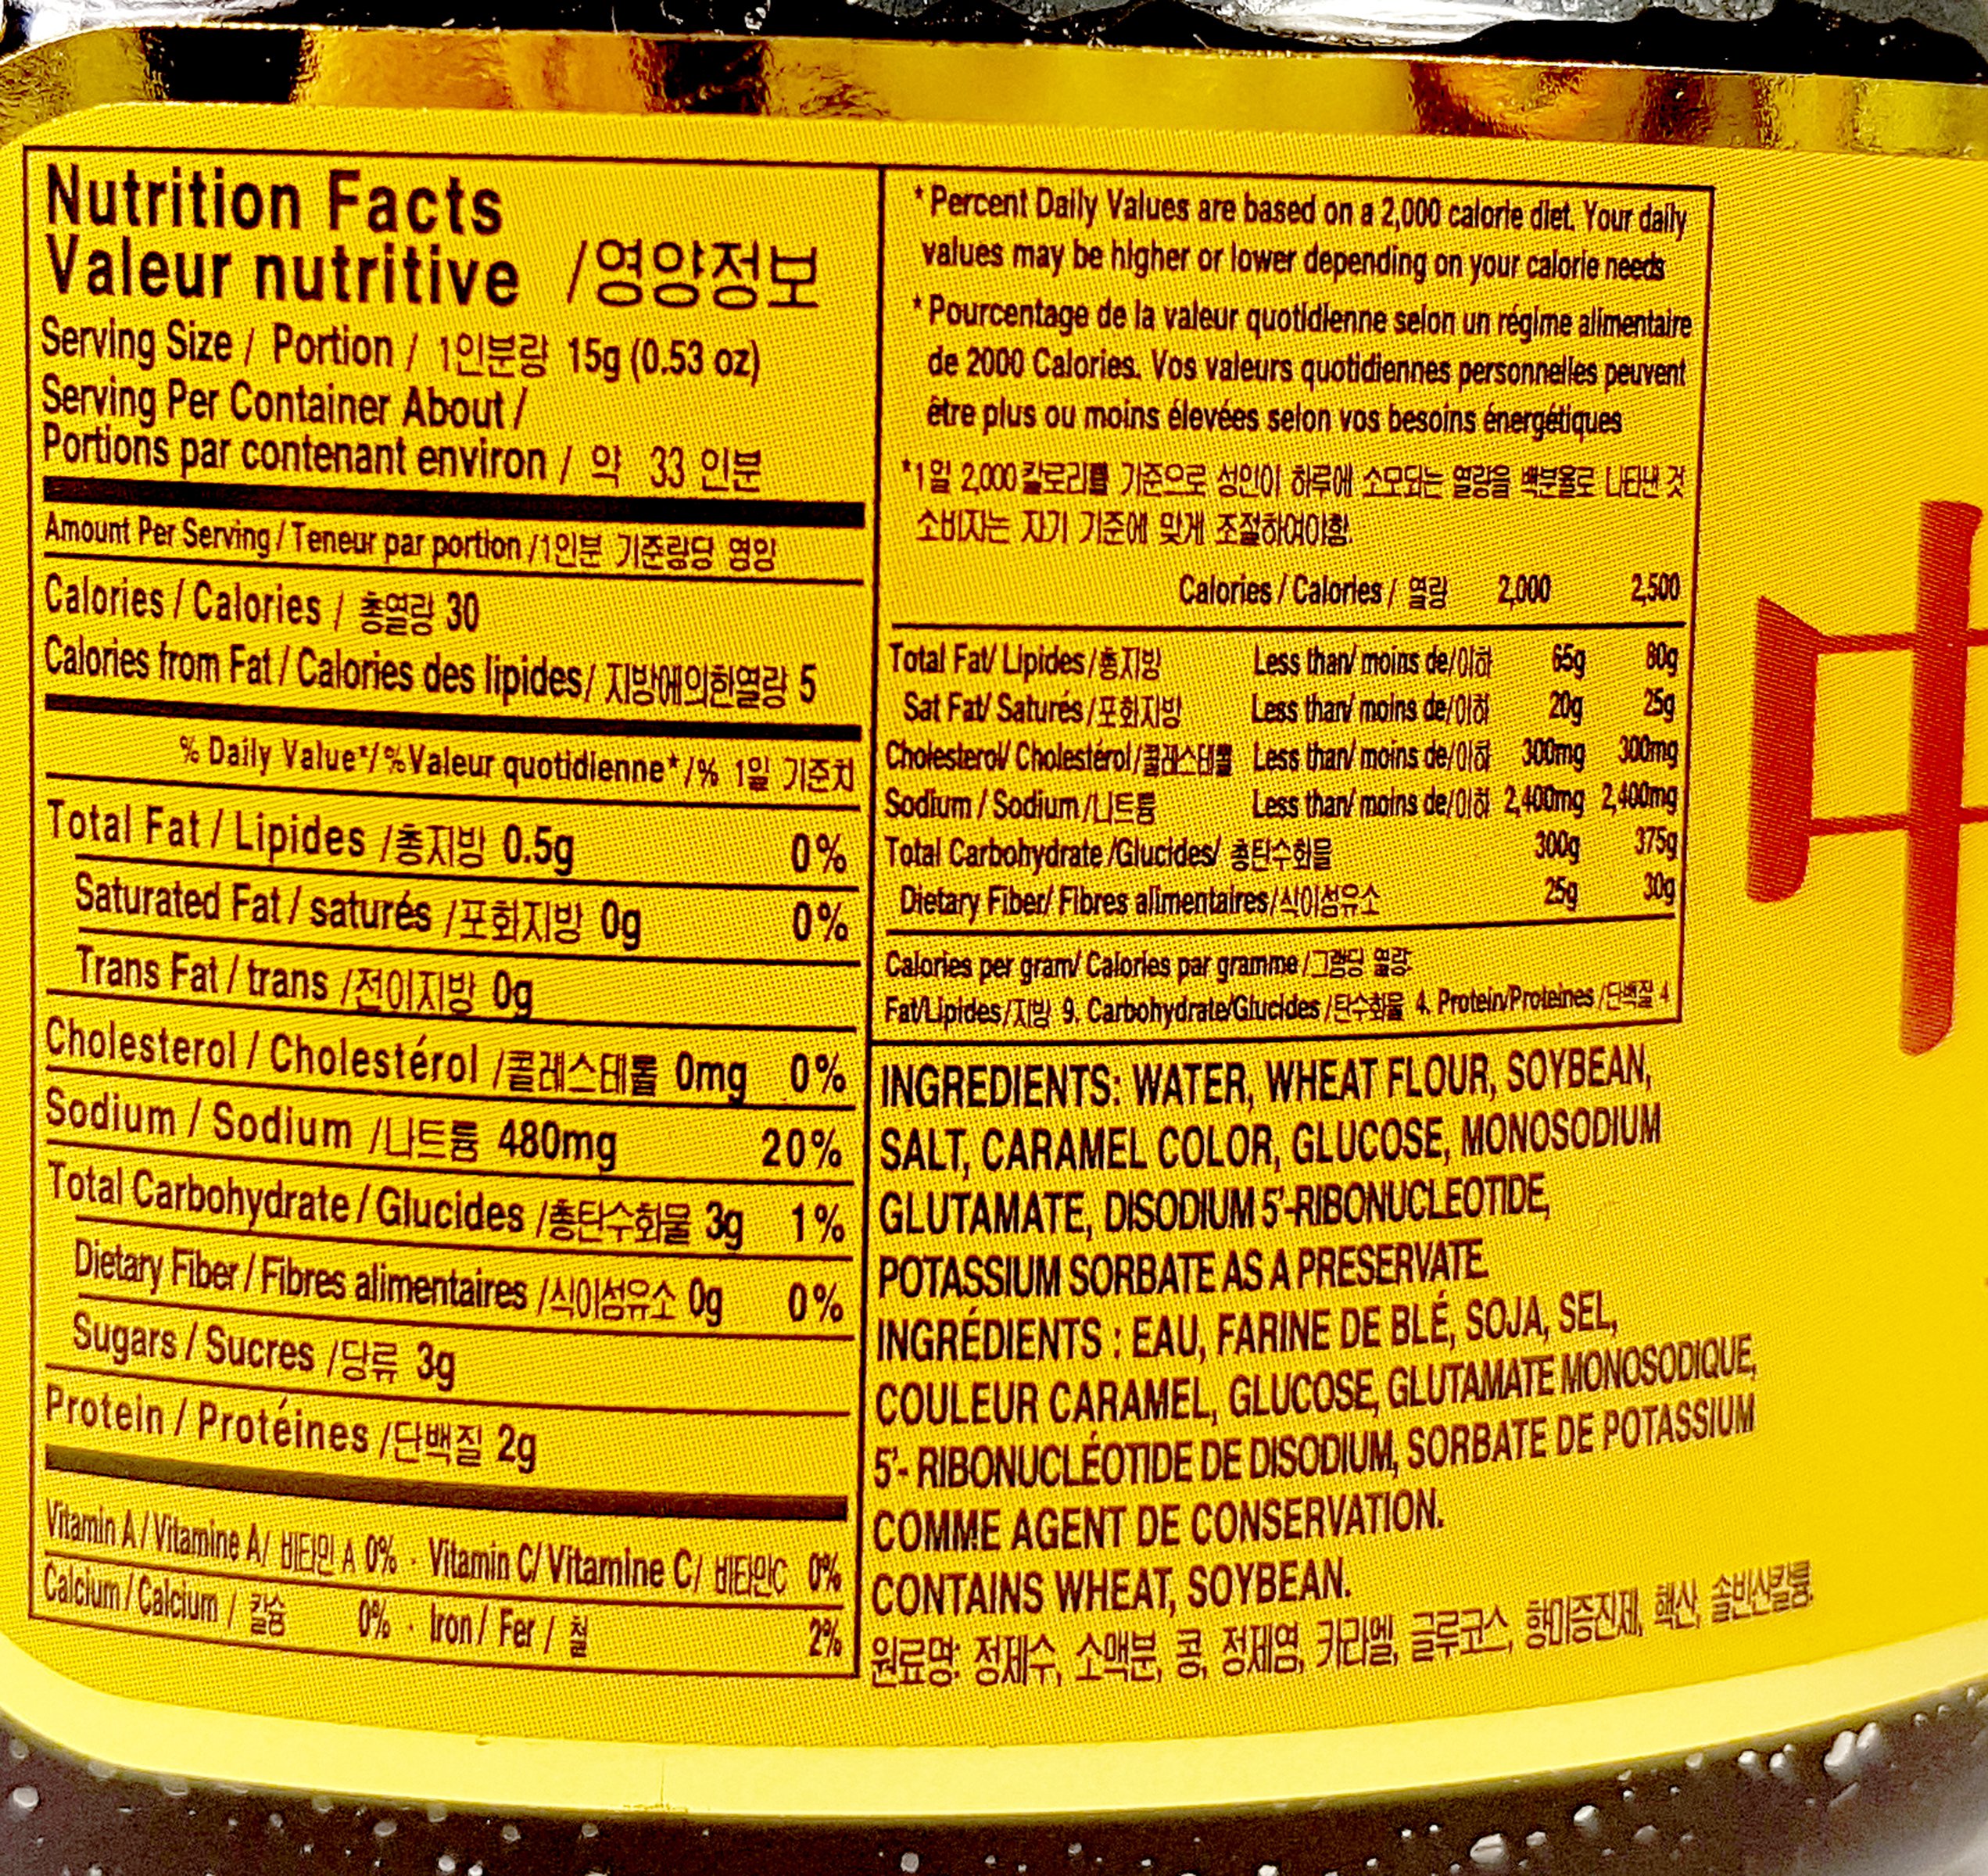 Nutrition Facts
Valeur nutritive /영양정보
Serving Size / Portion / 1인분량 15g (0.53 oz)
Serving Per Container About /
Portions par contenant environ / 약 33 인분
Amount Per Serving / Teneur par portion /1인분 기준량당 영양
Calories / Calories / 총열량 30
Calories from Fat / Calories des lipides/ 지방에의한열량 5
% Daily Value*/%Valeur quotidienne*/% 1일 기준치
Total Fat / Lipides /총지방 0.5g 0%
Saturated Fat / saturés /포화지방 0g 0%
Trans Fat / trans /전이지방 0g
Cholesterol / Cholestérol /콜레스테롤 0mg 0%
Sodium / Sodium /나트륨 480mg 20%
Total Carbohydrate / Glucides /총탄수화물 3g 1%
Dietary Fiber / Fibres alimentaires /식이섬유소 0g 0%
Sugars / Sucres /당류 3g
Protein / Protéines /단백질 2g
Vitamin A / Vitamine A/ 비타민 A 0% · Vitamin C/ Vitamine C/ 비타민C 0%
Calcium / Calcium / 칼슘 0% · Iron / Fer / 철 2%
* Percent Daily Values are based on a 2,000 calorie diet. Your daily
values may be higher or lower depending on your calorie needs
* Pourcentage de la valeur quotidienne selon un régime alimentaire
de 2000 Calories. Vos valeurs quotidiennes personnelles peuvent
être plus ou moins élevées selon vos besoins énergétiques
*1일 2,000 칼로리를 기준으로 성인이 하루에 소모되는 열량을 백분율로 나타낸 것
소비자는 자기 기준에 맞게 조절하여야함.
Calories / Calories / 열량 2,000 2,500
Total Fat/ Lipides /총지방 Less than/ moins de/이하 65g 80g
Sat Fat/ Saturés /포화지방 Less than/ moins de/이하 20g 25g
Cholesterol/ Cholestérol /콜레스테롤 Less than/ moins de/이하 300mg 300mg
Sodium / Sodium /나트륨 Less than/ moins de/이하 2,400mg 2,400mg
Total Carbohydrate /Glucides/ 총탄수화물 300g 375g
Dietary Fiber/ Fibres alimentaires/식이섬유소 25g 30g
Calories per gram/ Calories par gramme /그램당 열량:
Fat/Lipides/지방 9. Carbohydrate/Glucides /탄수화물 4. Protein/Proteines /단백질 4
INGREDIENTS: WATER, WHEAT FLOUR, SOYBEAN,
SALT, CARAMEL COLOR, GLUCOSE, MONOSODIUM
GLUTAMATE, DISODIUM 5'-RIBONUCLEOTIDE,
POTASSIUM SORBATE AS A PRESERVATE.
INGRÉDIENTS : EAU, FARINE DE BLÉ, SOJA, SEL,
COULEUR CARAMEL, GLUCOSE, GLUTAMATE MONOSODIQUE,
5'- RIBONUCLÉOTIDE DE DISODIUM, SORBATE DE POTASSIUM
COMME AGENT DE CONSERVATION.
CONTAINS WHEAT, SOYBEAN.
원료명: 정제수, 소맥분, 콩, 정제염, 카라멜, 글루코스, 향미증진제, 핵산, 솔빈산칼륨.